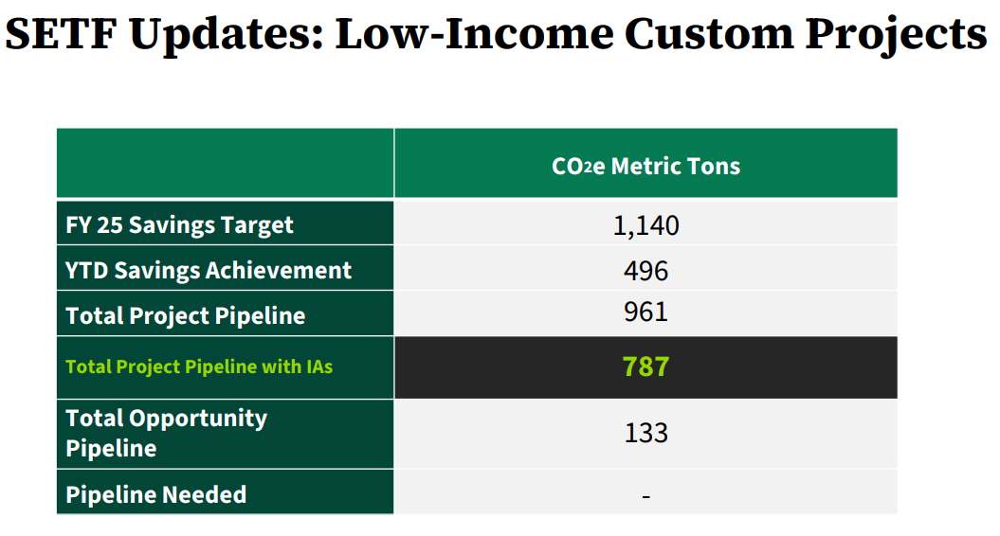 SETF Updates: Low-Income Custom Projects
CO2e Metric Tons
FY 25 Savings Target 1,140
YTD Savings Achievement 496
Total Project Pipeline 961
Total Project Pipeline with IAs 787
Total Opportunity
Pipeline 133
Pipeline Needed -